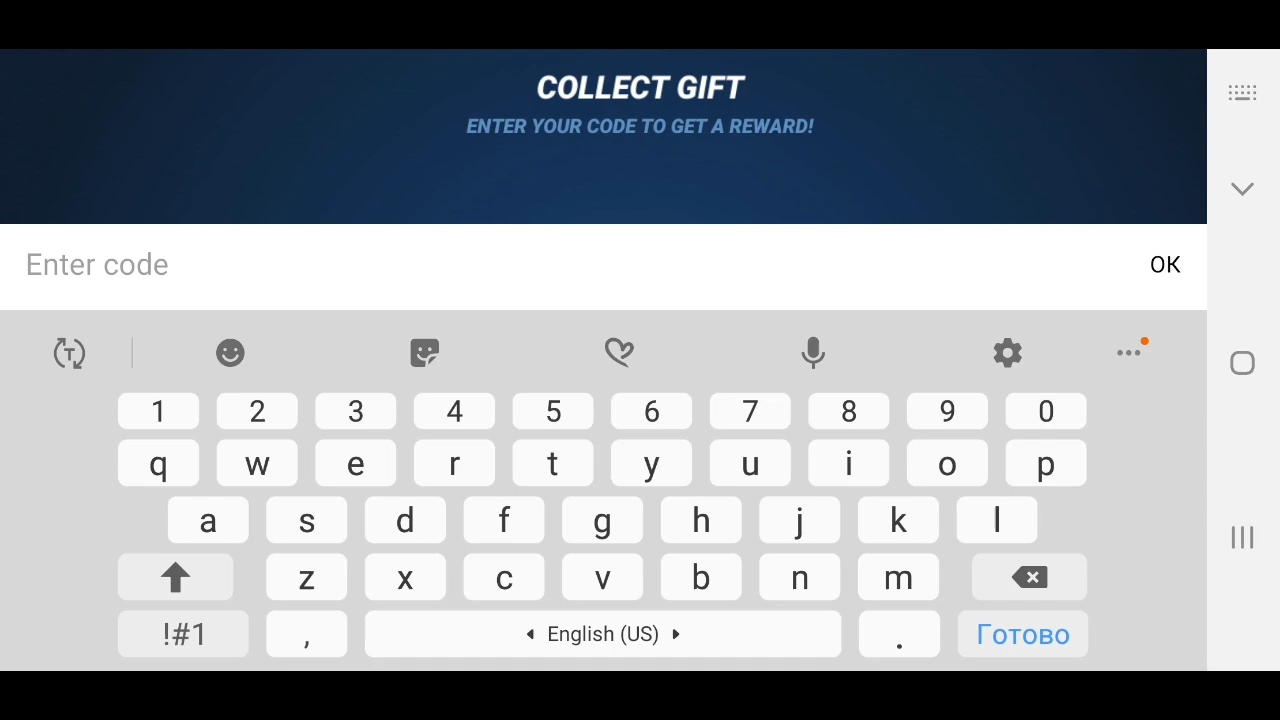 COLLECT GIFT
ENTER YOUR CODE TO GET A REWARD!
Enter code
OK
T
1 2 3 4 5 6 7 8 9 0
q w e r t y u i o p
a s d f g h j k l
z x c v b n m
!#1 , English (US) . Готово